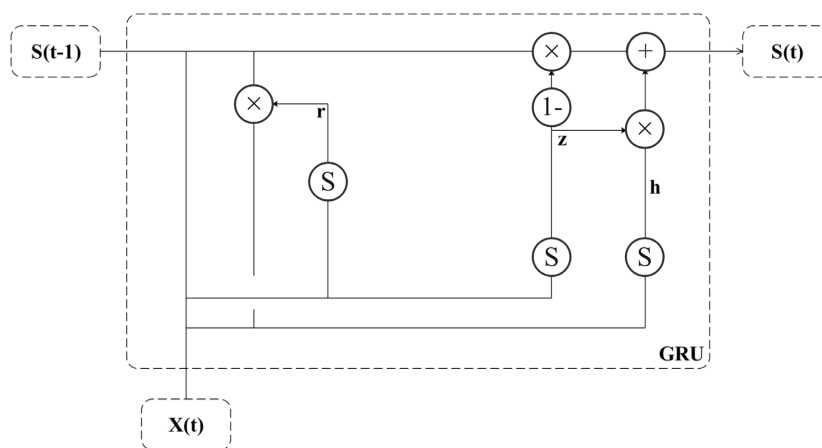 S(t-1)
×
+
S(t)
×
r
1-
z
×
S
h
S
S
GRU
X(t)